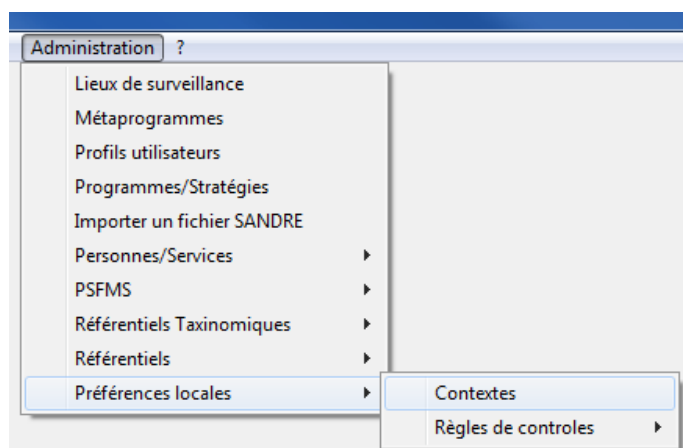 Administration ?
Lieux de surveillance
Métaprogrammes
Profils utilisateurs
Programmes/Stratégies
Importer un fichier SANDRE
Personnes/Services
PSFMS
Référentiels Taxinomiques
Référentiels
Préférences locales
Contextes
Règles de controles